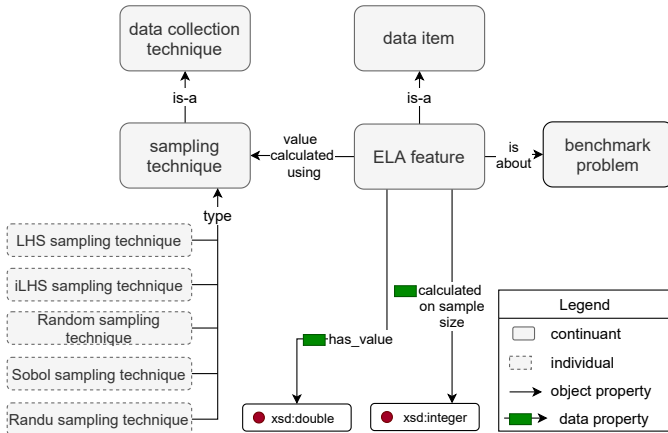 data collection
technique
data item
is-a
is-a
sampling
technique
value
calculated
using
ELA feature
is
about
benchmark
problem
type
LHS sampling technique
iLHS sampling technique
Random sampling
technique
Sobol sampling technique
Randu sampling technique
calculated
on sample
size
has_value
xsd:double
xsd:integer
Legend
continuant
individual
object property
data property